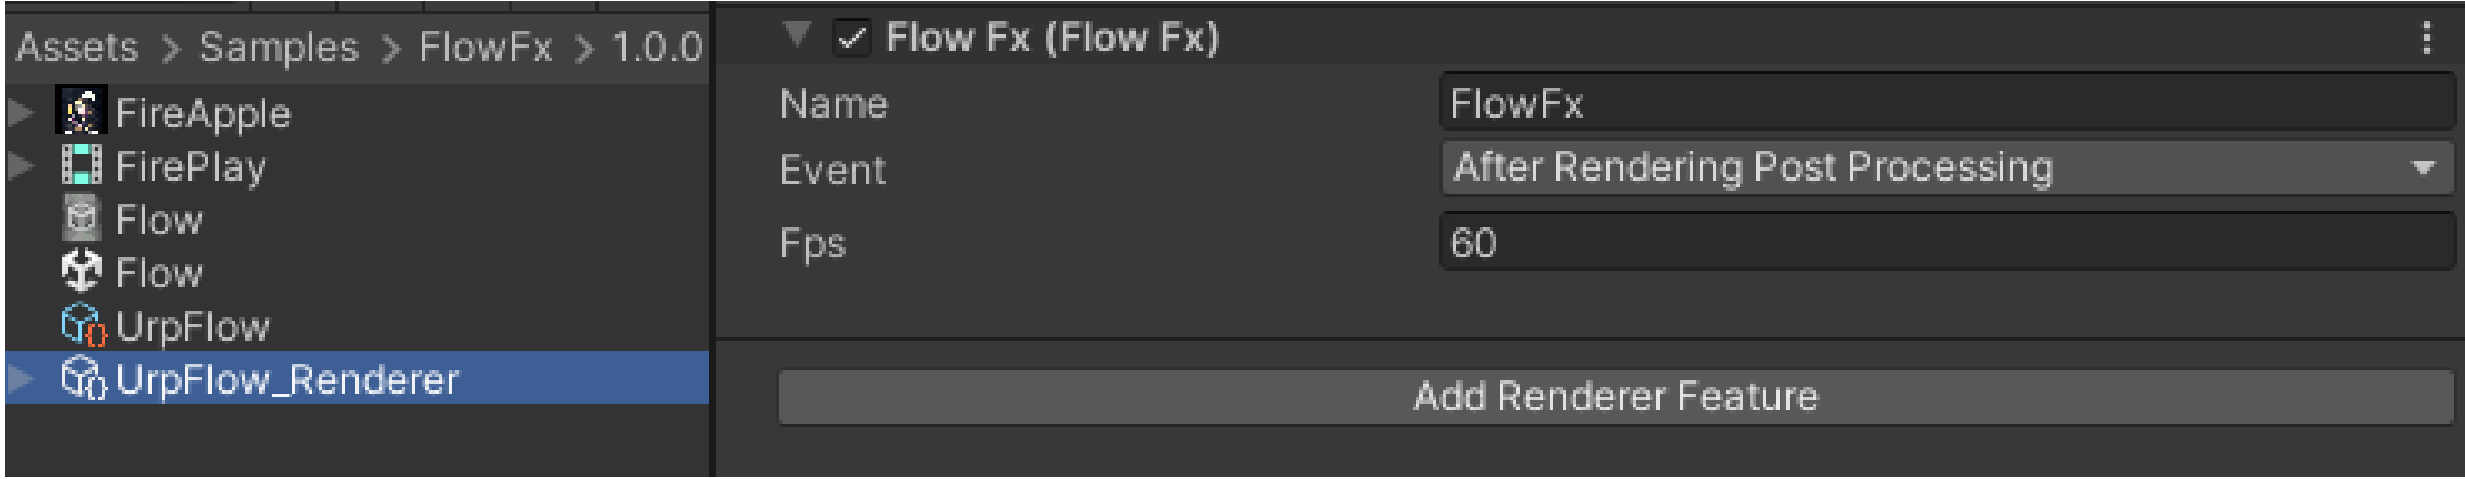 Assets > Samples > FlowFx > 1.0.0
FireApple
FirePlay
Flow
Flow
UrpFlow
UrpFlow_Renderer
Flow Fx (Flow Fx)
Name FlowFx
Event After Rendering Post Processing
Fps 60
Add Renderer Feature